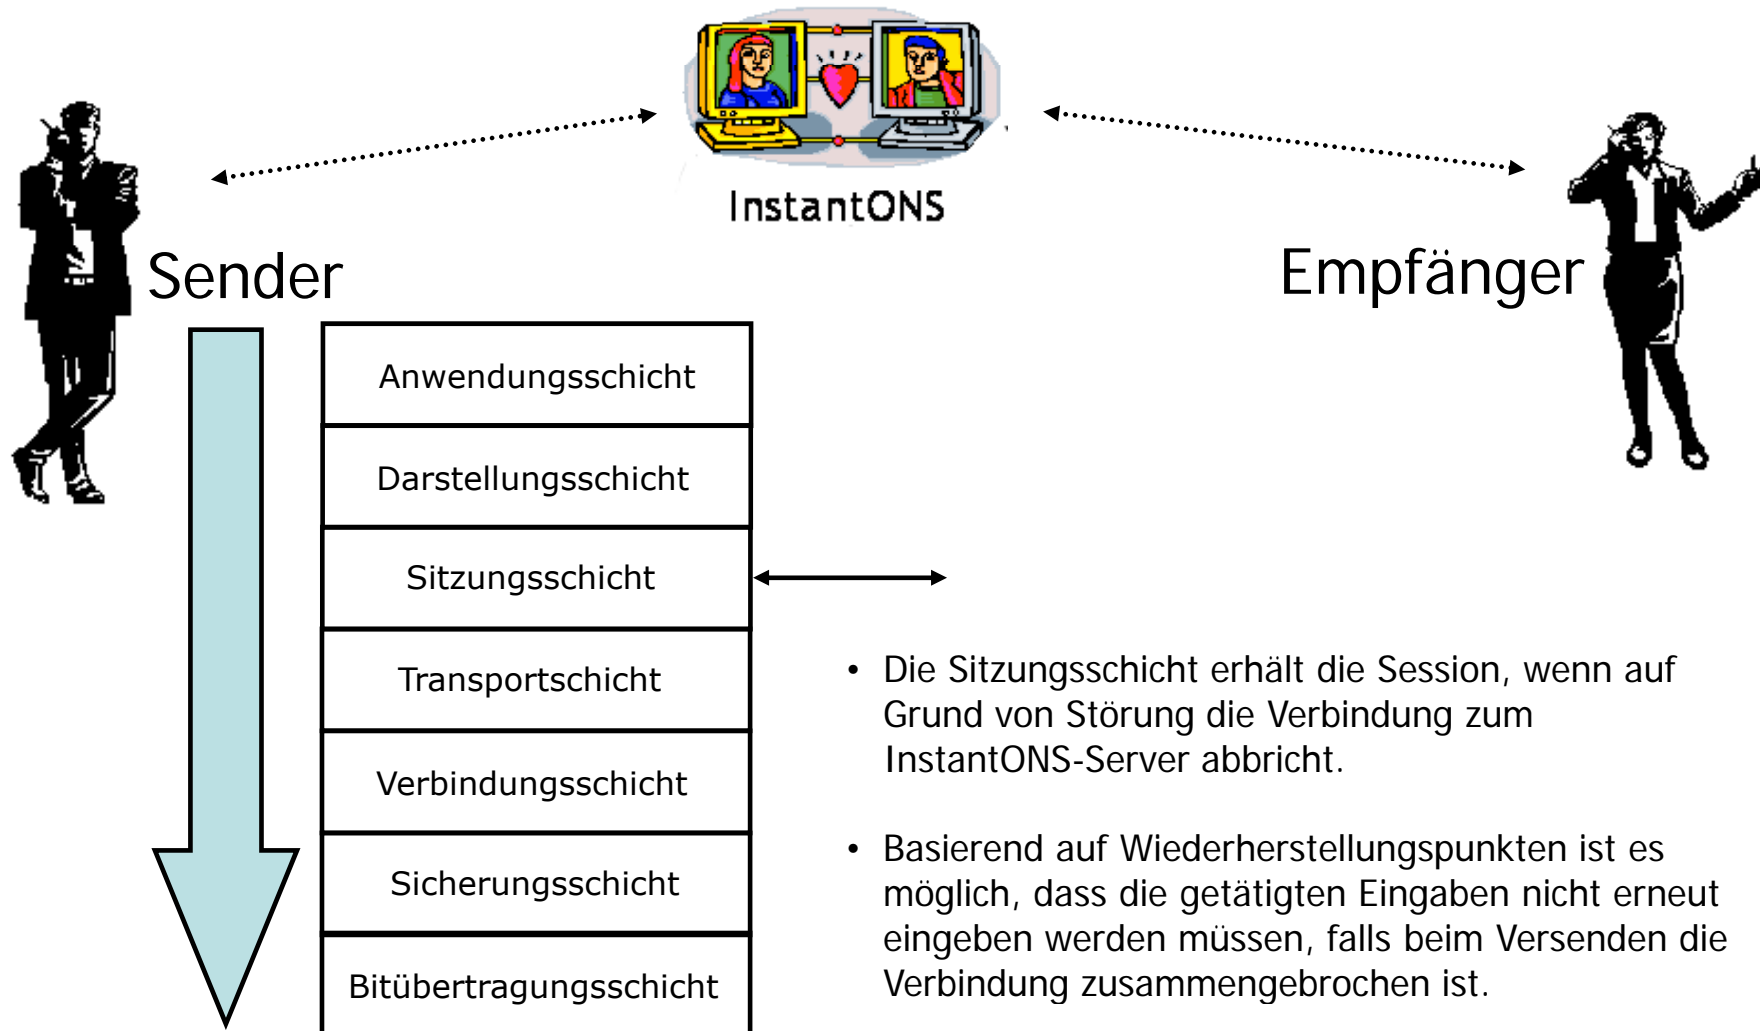 InstantONS
Sender
Empfänger
Anwendungsschicht
Darstellungsschicht
Sitzungsschicht
Transportschicht
Verbindungsschicht
Sicherungsschicht
Bitübertragungsschicht
• Die Sitzungsschicht erhält die Session, wenn auf
Grund von Störung die Verbindung zum
InstantONS-Server abbricht.
• Basierend auf Wiederherstellungspunkten ist es
möglich, dass die getätigten Eingaben nicht erneut
eingeben werden müssen, falls beim Versenden die
Verbindung zusammengebrochen ist.